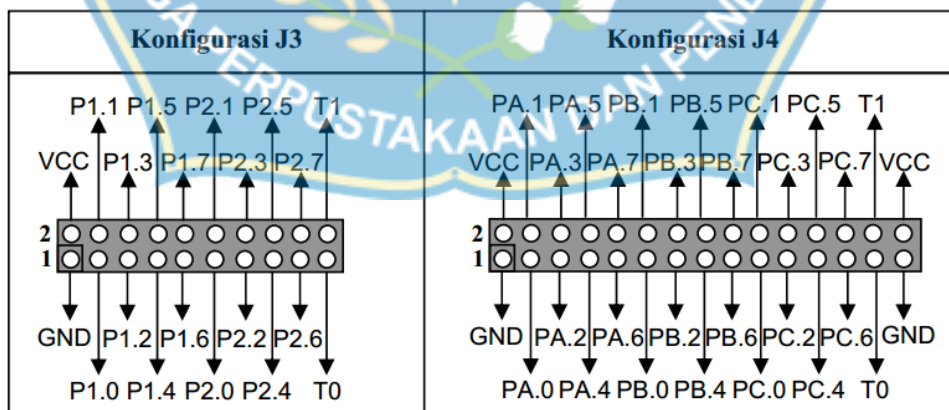 GA PERPUSTAKAAN DAN PEND
Konfigurasi J3
P1.1 P1.5 P2.1 P2.5 T1
VCC P1.3 P1.7 P2.3 P2.7
2
1
GND P1.2 P1.6 P2.2 P2.6
P1.0 P1.4 P2.0 P2.4 T0
Konfigurasi J4
PA.1 PA.5 PB.1 PB.5 PC.1 PC.5 T1
VCC PA.3 PA.7 PB.3 PB.7 PC.3 PC.7 VCC
2
1
GND PA.2 PA.6 PB.2 PB.6 PC.2 PC.6 GND
PA.0 PA.4 PB.0 PB.4 PC.0 PC.4 T0